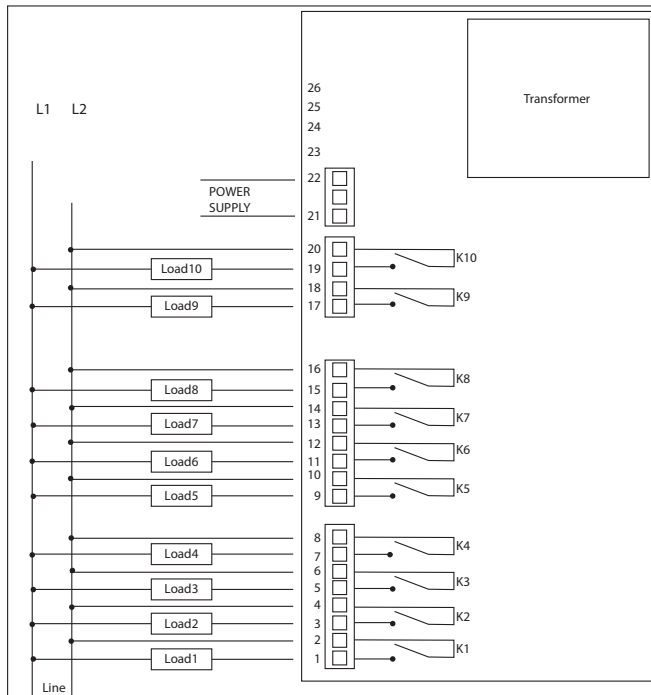 Transformer
26
25
L1 L2
24
23
22
POWER
SUPPLY
21
20
K10
Load10 19
18
K9
Load9 17
16
K8
Load8 15
14
K7
Load7 13
12
K6
Load6 11
10
K5
Load5 9
8
K4
Load4 7
6
K3
Load3 5
4
K2
Load2 3
2
K1
Load1 1
Line